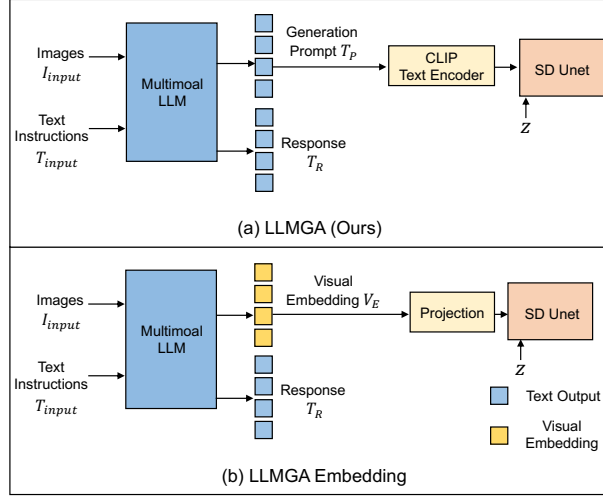 Images
I_input
Text
Instructions
T_input
Multimoal
LLM
Generation
Prompt T_P
Response
T_R
CLIP
Text Encoder
SD Unet
Z
(a) LLMGA (Ours)
Images
I_input
Text
Instructions
T_input
Multimoal
LLM
Visual
Embedding V_E
Response
T_R
Projection
SD Unet
Z
Text Output
Visual
Embedding
(b) LLMGA Embedding